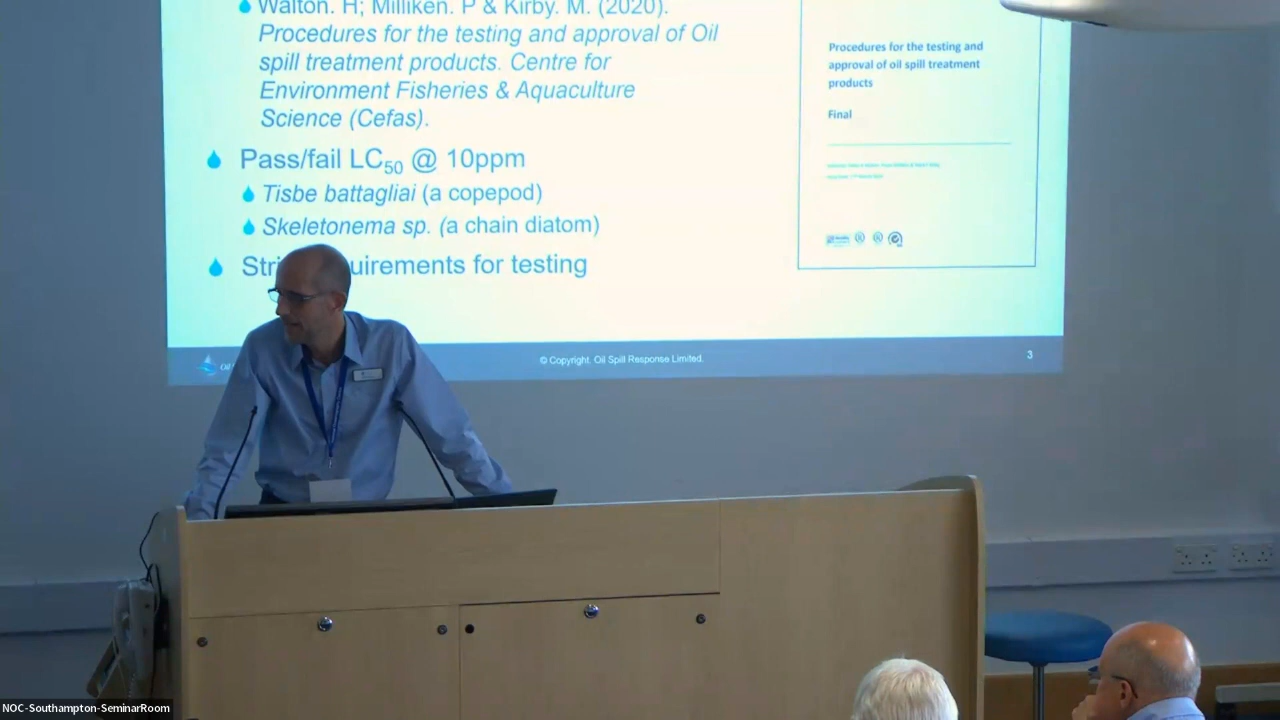 Walton. H; Milliken. P & Kirby. M. (2020).
Procedures for the testing and approval of Oil
spill treatment products. Centre for
Environment Fisheries & Aquaculture
Science (Cefas).
Pass/fail LC50 @ 10ppm
Tisbe battagliai (a copepod)
Skeletonema sp. (a chain diatom)
requirements for testing
Procedures for the testing and
approval of oil spill treatment
products
Final
© Copyright. Oil Spill Response Limited.
3
NOC-Southampton-SeminarRoom